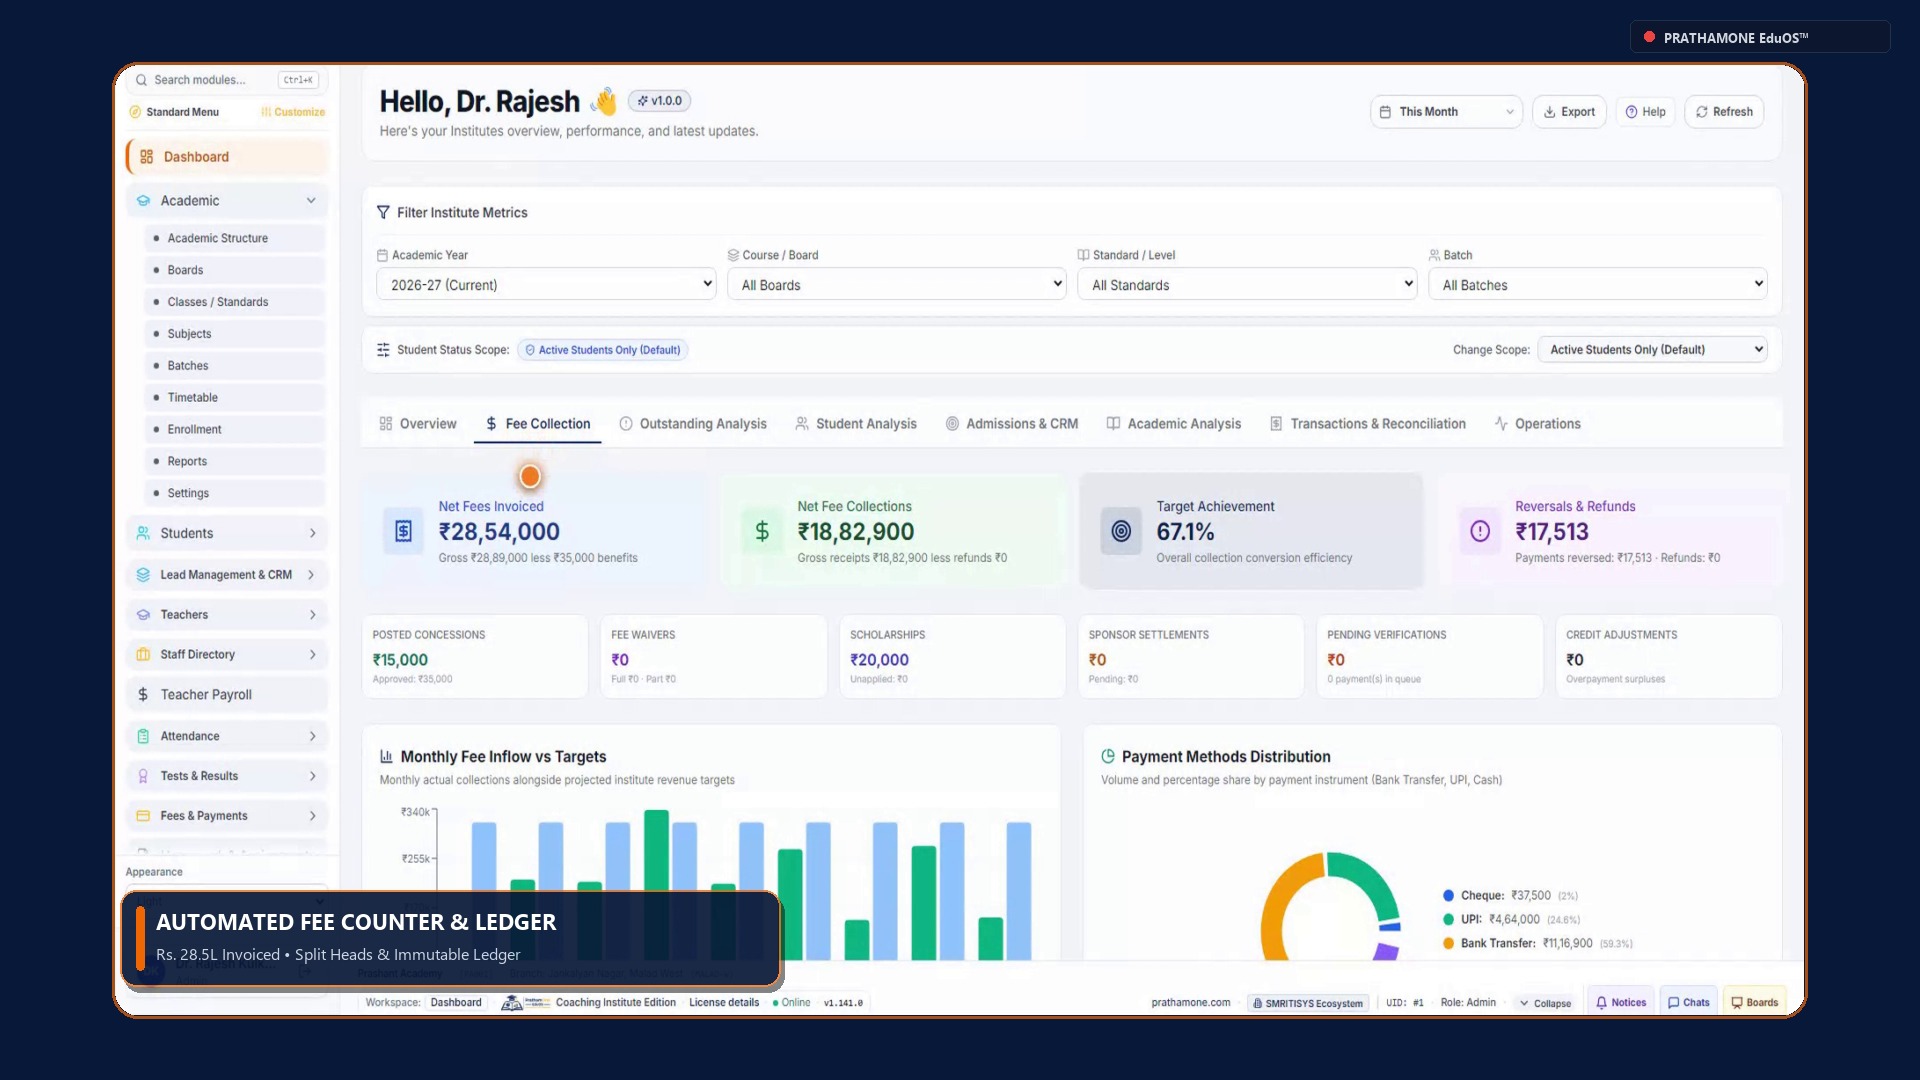 PRATHAMONE EduOS™
Search modules... Ctrl+K
Standard Menu Customize
Dashboard
Academic
Academic Structure
Boards
Classes / Standards
Subjects
Batches
Timetable
Enrollment
Reports
Settings
Students
Lead Management & CRM
Teachers
Staff Directory
Teacher Payroll
Attendance
Tests & Results
Fees & Payments
Appearance
Hello, Dr. Rajesh 👋 v1.0.0
Here's your Institutes overview, performance, and latest updates.
This Month Export Help Refresh
Filter Institute Metrics
Academic Year Course / Board Standard / Level Batch
2026-27 (Current) All Boards All Standards All Batches
Student Status Scope: Active Students Only (Default) Change Scope: Active Students Only (Default)
Overview Fee Collection Outstanding Analysis Student Analysis Admissions & CRM Academic Analysis Transactions & Reconciliation Operations
Net Fees Invoiced
₹28,54,000
Gross ₹28,89,000 less ₹35,000 benefits
Net Fee Collections
₹18,82,900
Gross receipts ₹18,82,900 less refunds ₹0
Target Achievement
67.1%
Overall collection conversion efficiency
Reversals & Refunds
₹17,513
Payments reversed: ₹17,513 · Refunds: ₹0
POSTED CONCESSIONS
₹15,000
Approved: ₹35,000
FEE WAIVERS
₹0
Full ₹0 · Part ₹0
SCHOLARSHIPS
₹20,000
Unapplied: ₹0
SPONSOR SETTLEMENTS
₹0
Pending: ₹0
PENDING VERIFICATIONS
₹0
0 payment(s) in queue
CREDIT ADJUSTMENTS
₹0
Overpayment surpluses
Monthly Fee Inflow vs Targets
Monthly actual collections alongside projected institute revenue targets
₹340k
₹255k
Payment Methods Distribution
Volume and percentage share by payment instrument (Bank Transfer, UPI, Cash)
Cheque: ₹37,500 (2%)
UPI: ₹4,64,000 (24.6%)
Bank Transfer: ₹11,16,900 (59.3%)
AUTOMATED FEE COUNTER & LEDGER
Rs. 28.5L Invoiced • Split Heads & Immutable Ledger
Workspace: Dashboard Coaching Institute Edition · License details Online v1.141.0
prathamone.com SMRITISYS Ecosystem UID: #1 · Role: Admin Collapse Notices Chats Boards